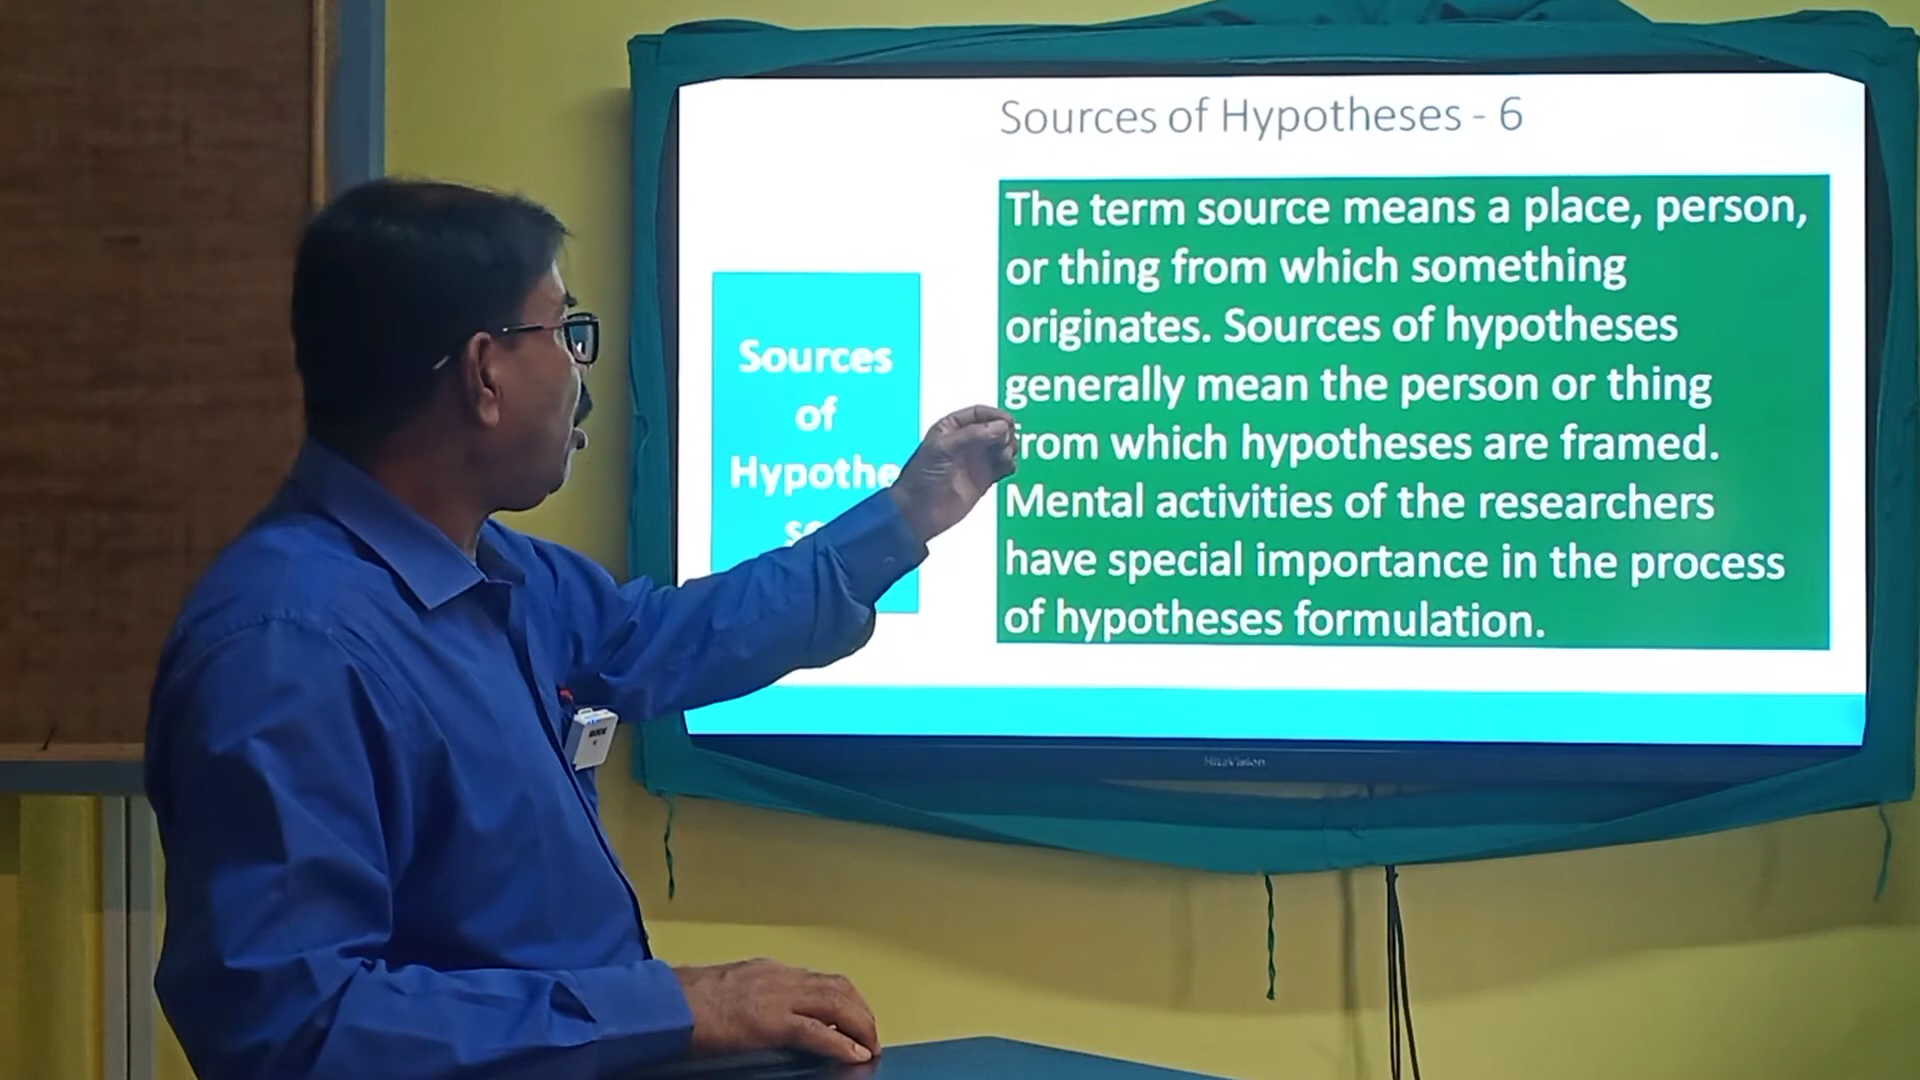 Sources of Hypotheses - 6
The term source means a place, person,
or thing from which something
originates. Sources of hypotheses
generally mean the person or thing
from which hypotheses are framed.
Mental activities of the researchers
have special importance in the process
of hypotheses formulation.
Sources
of
Hypothe
HiteVision